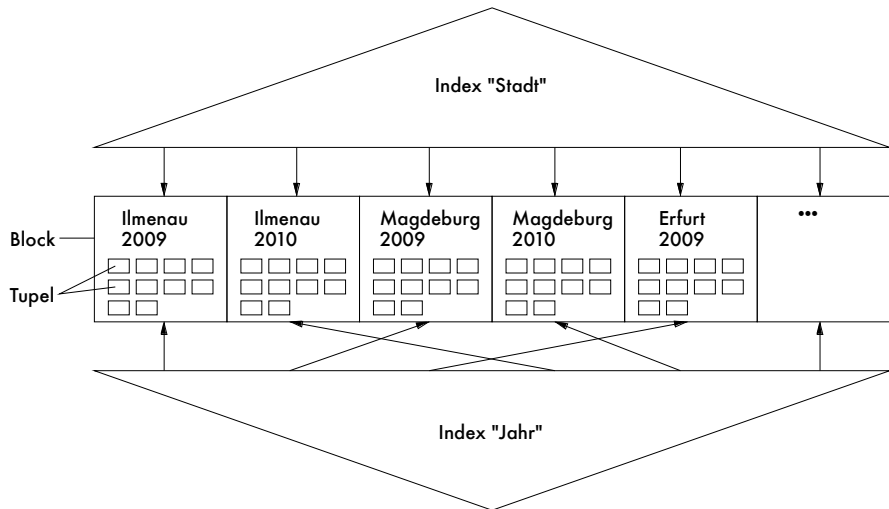 Index "Stadt"
Ilmenau
2009
Ilmenau
2010
Magdeburg
2009
Magdeburg
2010
Erfurt
2009
...
Block
Tupel
Index "Jahr"